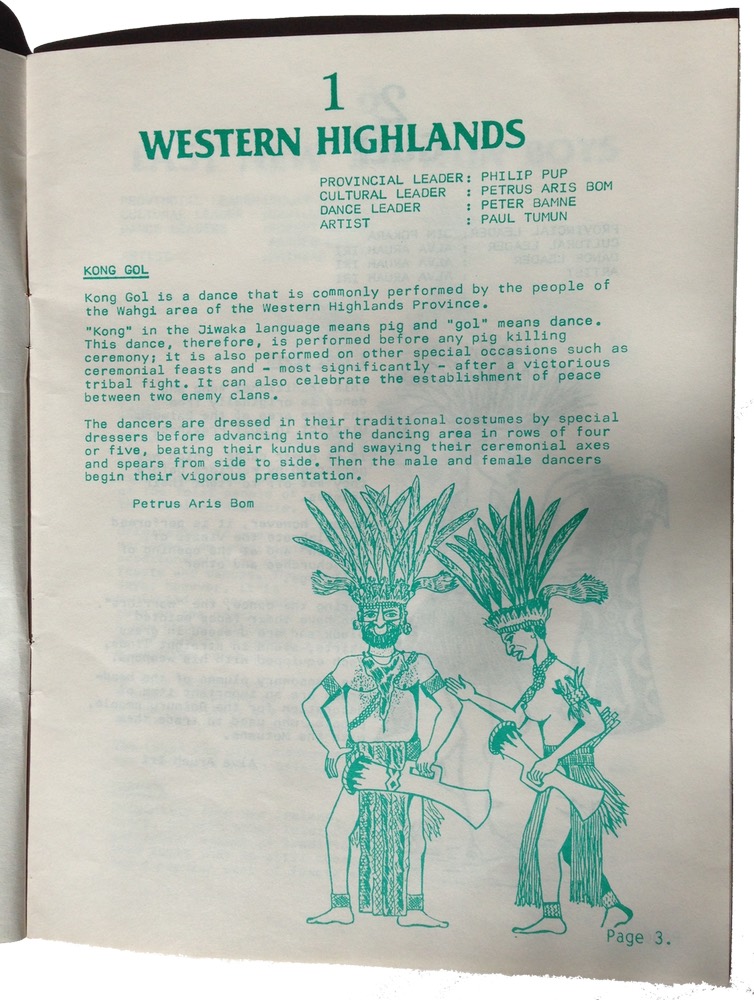 1
WESTERN HIGHLANDS
PROVINCIAL LEADER: PHILIP PUP
CULTURAL LEADER : PETRUS ARIS BOM
DANCE LEADER : PETER BAMNE
ARTIST : PAUL TUMUN
KONG GOL
Kong Gol is a dance that is commonly performed by the people of
the Wahgi area of the Western Highlands Province.
"Kong" in the Jiwaka language means pig and "gol" means dance.
This dance, therefore, is performed before any pig killing
ceremony; it is also performed on other special occasions such as
ceremonial feasts and - most significantly - after a victorious
tribal fight. It can also celebrate the establishment of peace
between two enemy clans.
The dancers are dressed in their traditional costumes by special
dressers before advancing into the dancing area in rows of four
or five, beating their kundus and swaying their ceremonial axes
and spears from side to side. Then the male and female dancers
begin their vigorous presentation.
Petrus Aris Bom
Page 3.